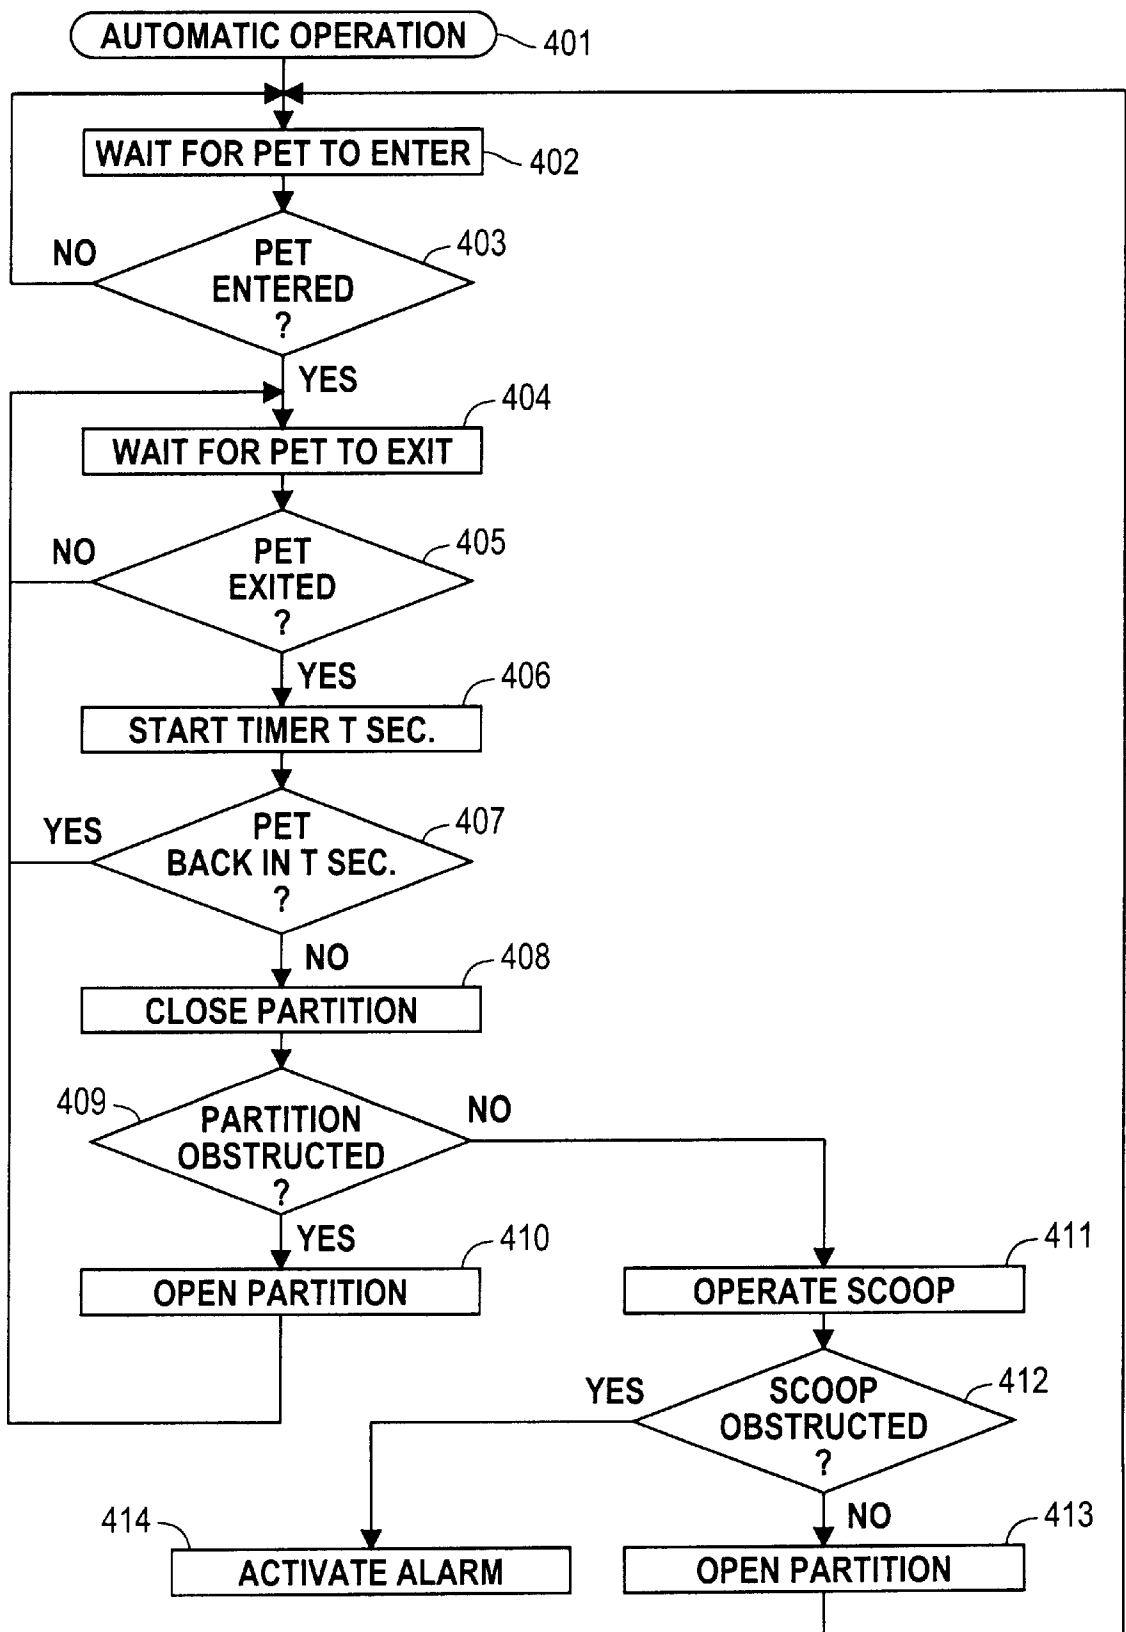 AUTOMATIC OPERATION
401
WAIT FOR PET TO ENTER
402
NO
PET
ENTERED
?
403
YES
404
WAIT FOR PET TO EXIT
NO
PET
EXITED
?
405
YES
406
START TIMER T SEC.
YES
PET
BACK IN T SEC.
?
407
NO
408
CLOSE PARTITION
409
PARTITION
OBSTRUCTED
?
NO
YES
410
OPEN PARTITION
411
OPERATE SCOOP
YES
SCOOP
OBSTRUCTED
?
412
NO
414
ACTIVATE ALARM
413
OPEN PARTITION